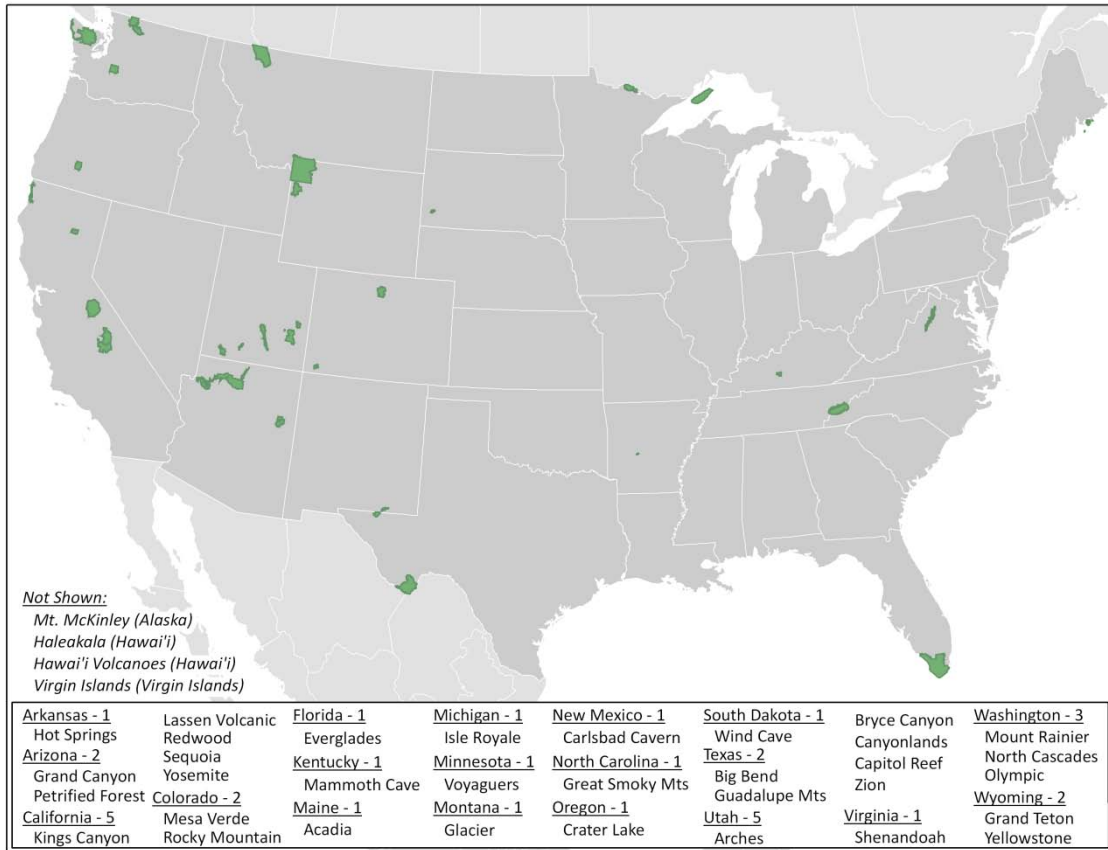 Not Shown:
Mt. McKinley (Alaska)
Haleakala (Hawai'i)
Hawai'i Volcanoes (Hawai'i)
Virgin Islands (Virgin Islands)
Arkansas - 1
Hot Springs
Arizona - 2
Grand Canyon
Petrified Forest
California - 5
Kings Canyon
Lassen Volcanic
Redwood
Sequoia
Yosemite
Colorado - 2
Mesa Verde
Rocky Mountain
Florida - 1
Everglades
Kentucky - 1
Mammoth Cave
Maine - 1
Acadia
Michigan - 1
Isle Royale
Minnesota - 1
Voyaguers
Montana - 1
Glacier
New Mexico - 1
Carlsbad Cavern
North Carolina - 1
Great Smoky Mts
Oregon - 1
Crater Lake
South Dakota - 1
Wind Cave
Texas - 2
Big Bend
Guadalupe Mts
Utah - 5
Arches
Bryce Canyon
Canyonlands
Capitol Reef
Zion
Virginia - 1
Shenandoah
Washington - 3
Mount Rainier
North Cascades
Olympic
Wyoming - 2
Grand Teton
Yellowstone